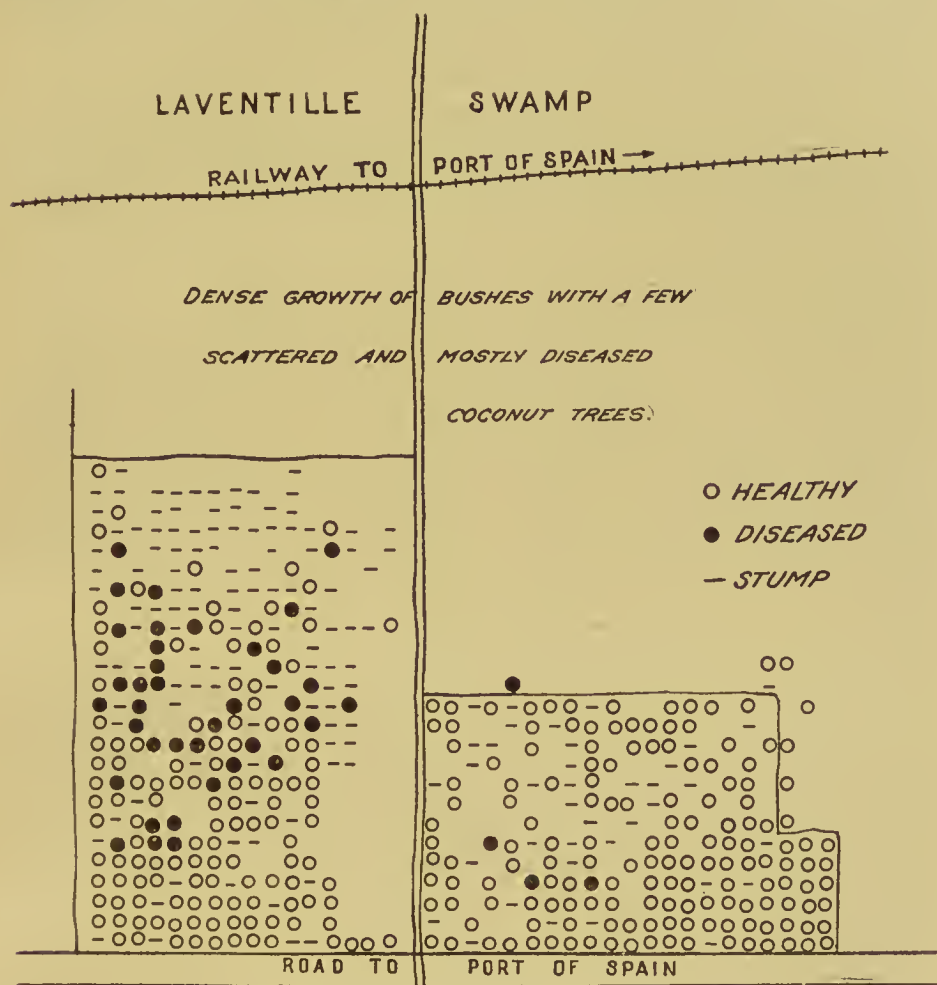 LAVENTILLE SWAMP
RAILWAY TO PORT OF SPAIN →
DENSE GROWTH OF BUSHES WITH A FEW
SCATTERED AND MOSTLY DISEASED
COCONUT TREES.
HEALTHY
DISEASED
STUMP
ROAD TO PORT OF SPAIN